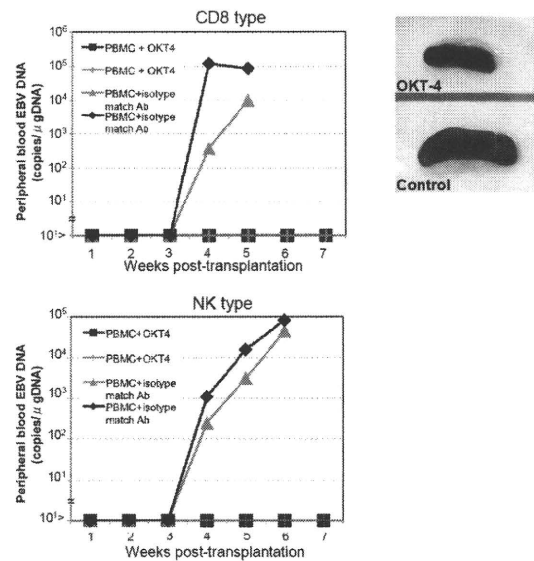 CD8 type
Peripheral blood EBV DNA
(copies/ μ gDNA)
10⁶
10⁵
10⁴
10³
10²
10¹
10¹>
PBMC + OKT4
PBMC + OKT4
PBMC+isotype
match Ab
PBMC+isotype
match Ab
1 2 3 4 5 6 7
Weeks post-transplantation
OKT-4
Control
NK type
Peripheral blood EBV DNA
(copies/ μ gDNA)
10⁵
10⁴
10³
10²
10¹
10¹>
PBMC+OKT4
PBMC+OKT4
PBMC+isotype
match Ab
PBMC+isotype
match Ab
1 2 3 4 5 6 7
Weeks post-transplantation